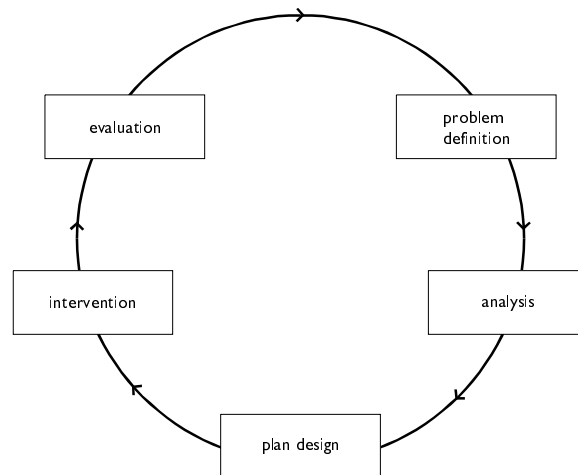 evaluation
problem
definition
intervention
analysis
plan design